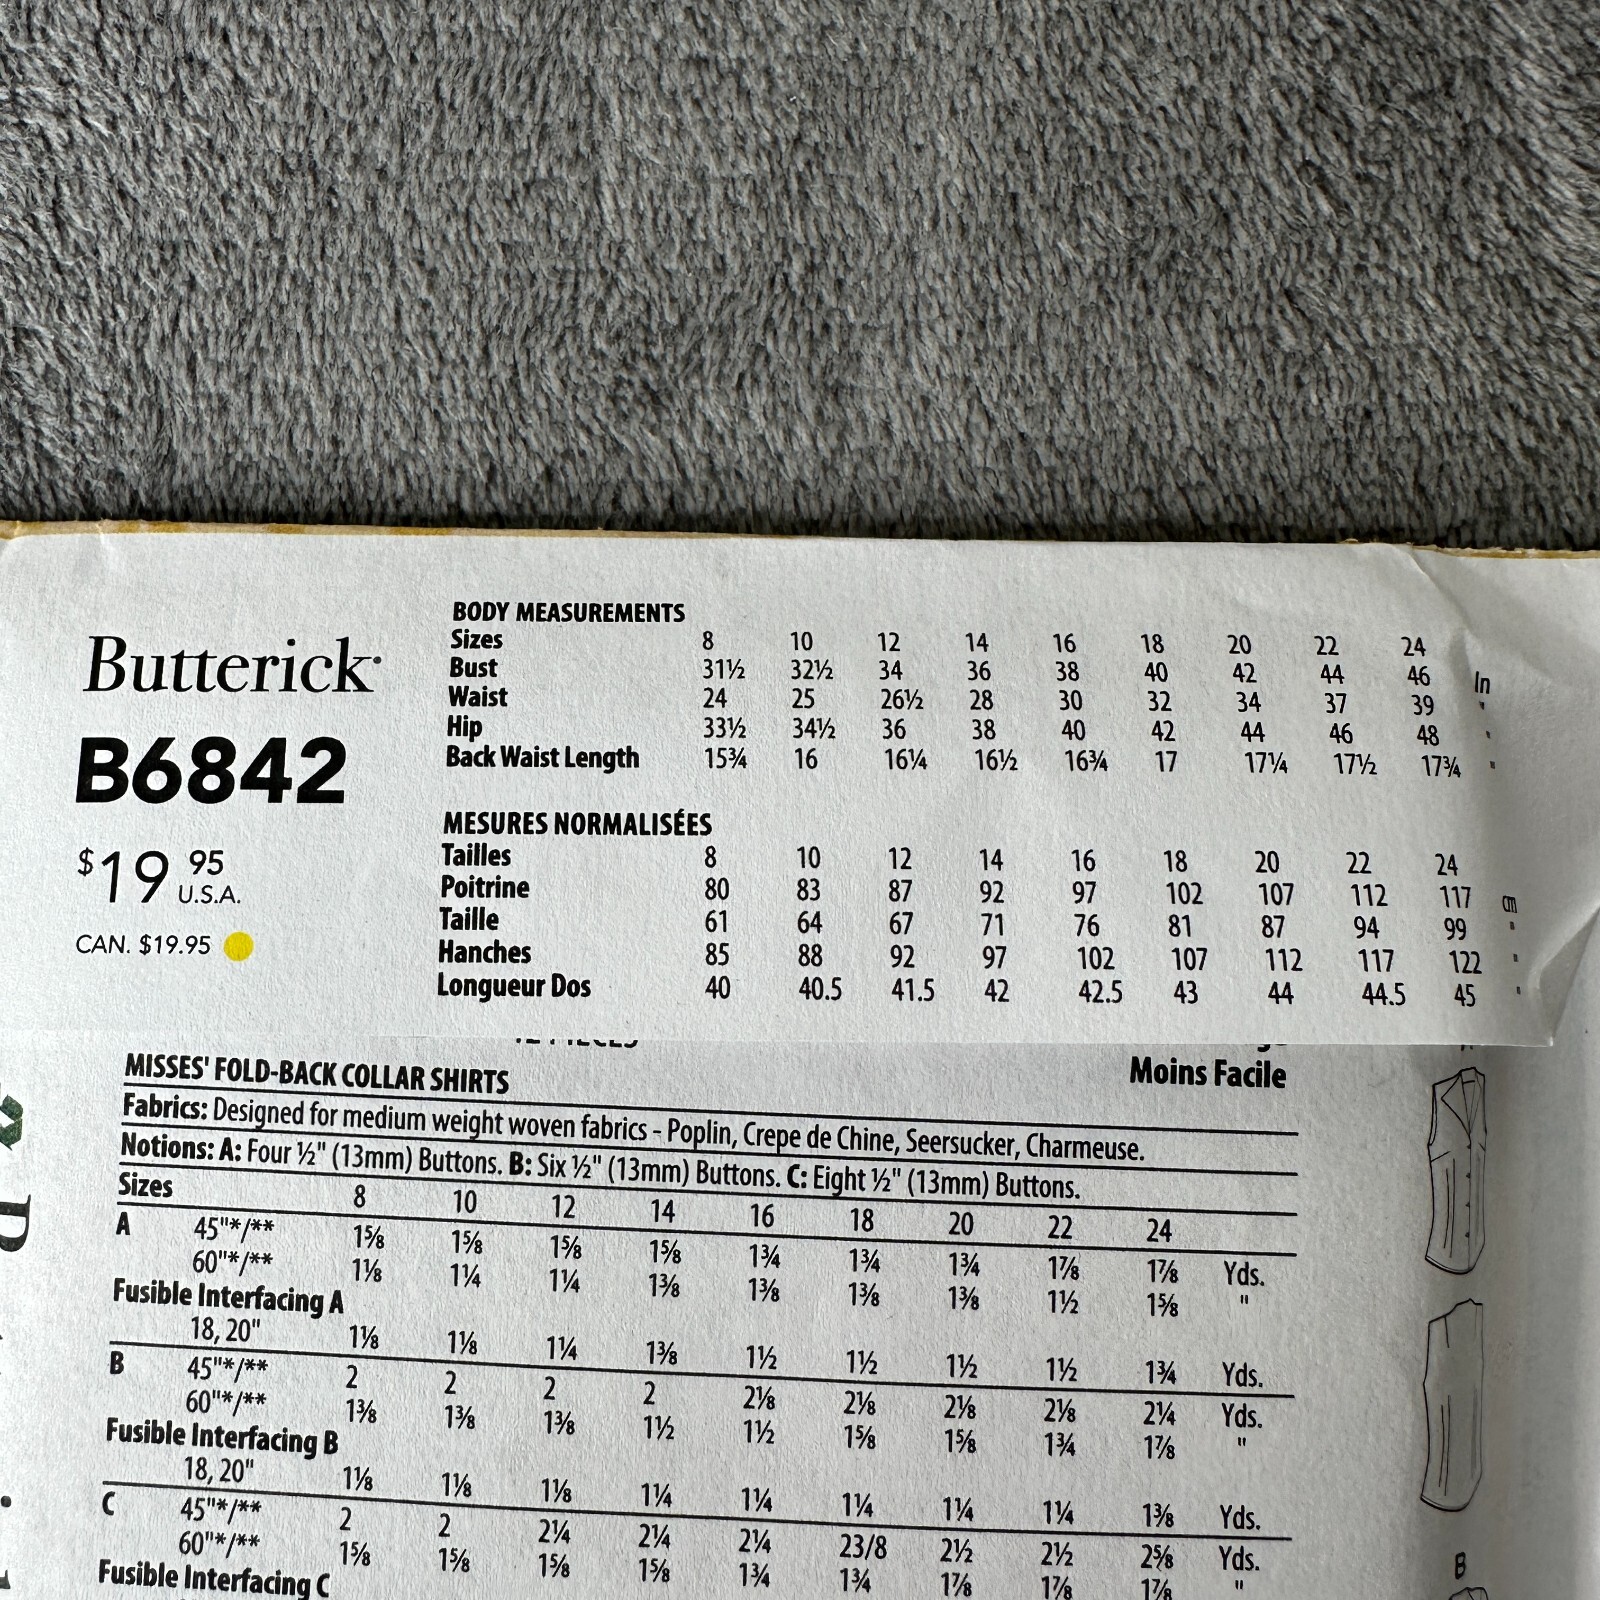 Butterick
B6842
$19 95
U.S.A.
CAN. $19.95
BODY MEASUREMENTS
Sizes 8 10 12 14 16 18 20 22 24
Bust 31½ 32½ 34 36 38 40 42 44 46 In
Waist 24 25 26½ 28 30 32 34 37 39 "
Hip 33½ 34½ 36 38 40 42 44 46 48 "
Back Waist Length 15¾ 16 16¼ 16½ 16¾ 17 17¼ 17½ 17¾ "
MESURES NORMALISÉES
Tailles 8 10 12 14 16 18 20 22 24
Poitrine 80 83 87 92 97 102 107 112 117 cm
Taille 61 64 67 71 76 81 87 94 99 "
Hanches 85 88 92 97 102 107 112 117 122 "
Longueur Dos 40 40.5 41.5 42 42.5 43 44 44.5 45 "
Moins Facile
MISSES' FOLD-BACK COLLAR SHIRTS
Fabrics: Designed for medium weight woven fabrics - Poplin, Crepe de Chine, Seersucker, Charmeuse.
Notions: A: Four ½" (13mm) Buttons. B: Six ½" (13mm) Buttons. C: Eight ½" (13mm) Buttons.
Sizes 8 10 12 14 16 18 20 22 24
A 45"*/** 1⅝ 1⅝ 1⅝ 1⅝ 1¾ 1¾ 1¾ 1⅞ 1⅞ Yds.
60"*/** 1⅛ 1¼ 1¼ 1⅜ 1⅜ 1⅜ 1⅜ 1½ 1⅝ "
Fusible Interfacing A
18, 20" 1⅛ 1⅛ 1¼ 1⅜ 1½ 1½ 1½ 1½ 1¾ Yds.
B 45"*/** 2 2 2 2 2⅛ 2⅛ 2⅛ 2⅛ 2¼ Yds.
60"*/** 1⅜ 1⅜ 1⅜ 1½ 1½ 1⅝ 1⅝ 1¾ 1⅞ "
Fusible Interfacing B
18, 20" 1⅛ 1⅛ 1⅛ 1¼ 1¼ 1¼ 1¼ 1¼ 1⅜ Yds.
C 45"*/** 2 2 2¼ 2¼ 2¼ 23/8 2½ 2½ 2⅝ Yds.
60"*/** 1⅝ 1⅝ 1⅝ 1⅝ 1¾ 1¾ 1⅞ 1⅞ 1⅞ "
Fusible Interfacing C
B